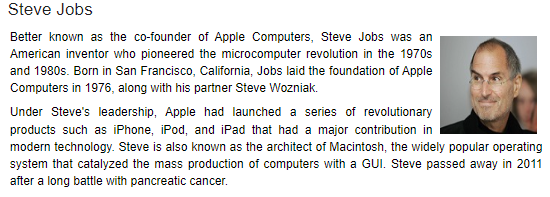 Steve Jobs
Better known as the co-founder of Apple Computers, Steve Jobs was an
American inventor who pioneered the microcomputer revolution in the 1970s
and 1980s. Born in San Francisco, California, Jobs laid the foundation of Apple
Computers in 1976, along with his partner Steve Wozniak.
Under Steve's leadership, Apple had launched a series of revolutionary
products such as iPhone, iPod, and iPad that had a major contribution in
modern technology. Steve is also known as the architect of Macintosh, the widely popular operating
system that catalyzed the mass production of computers with a GUI. Steve passed away in 2011
after a long battle with pancreatic cancer.